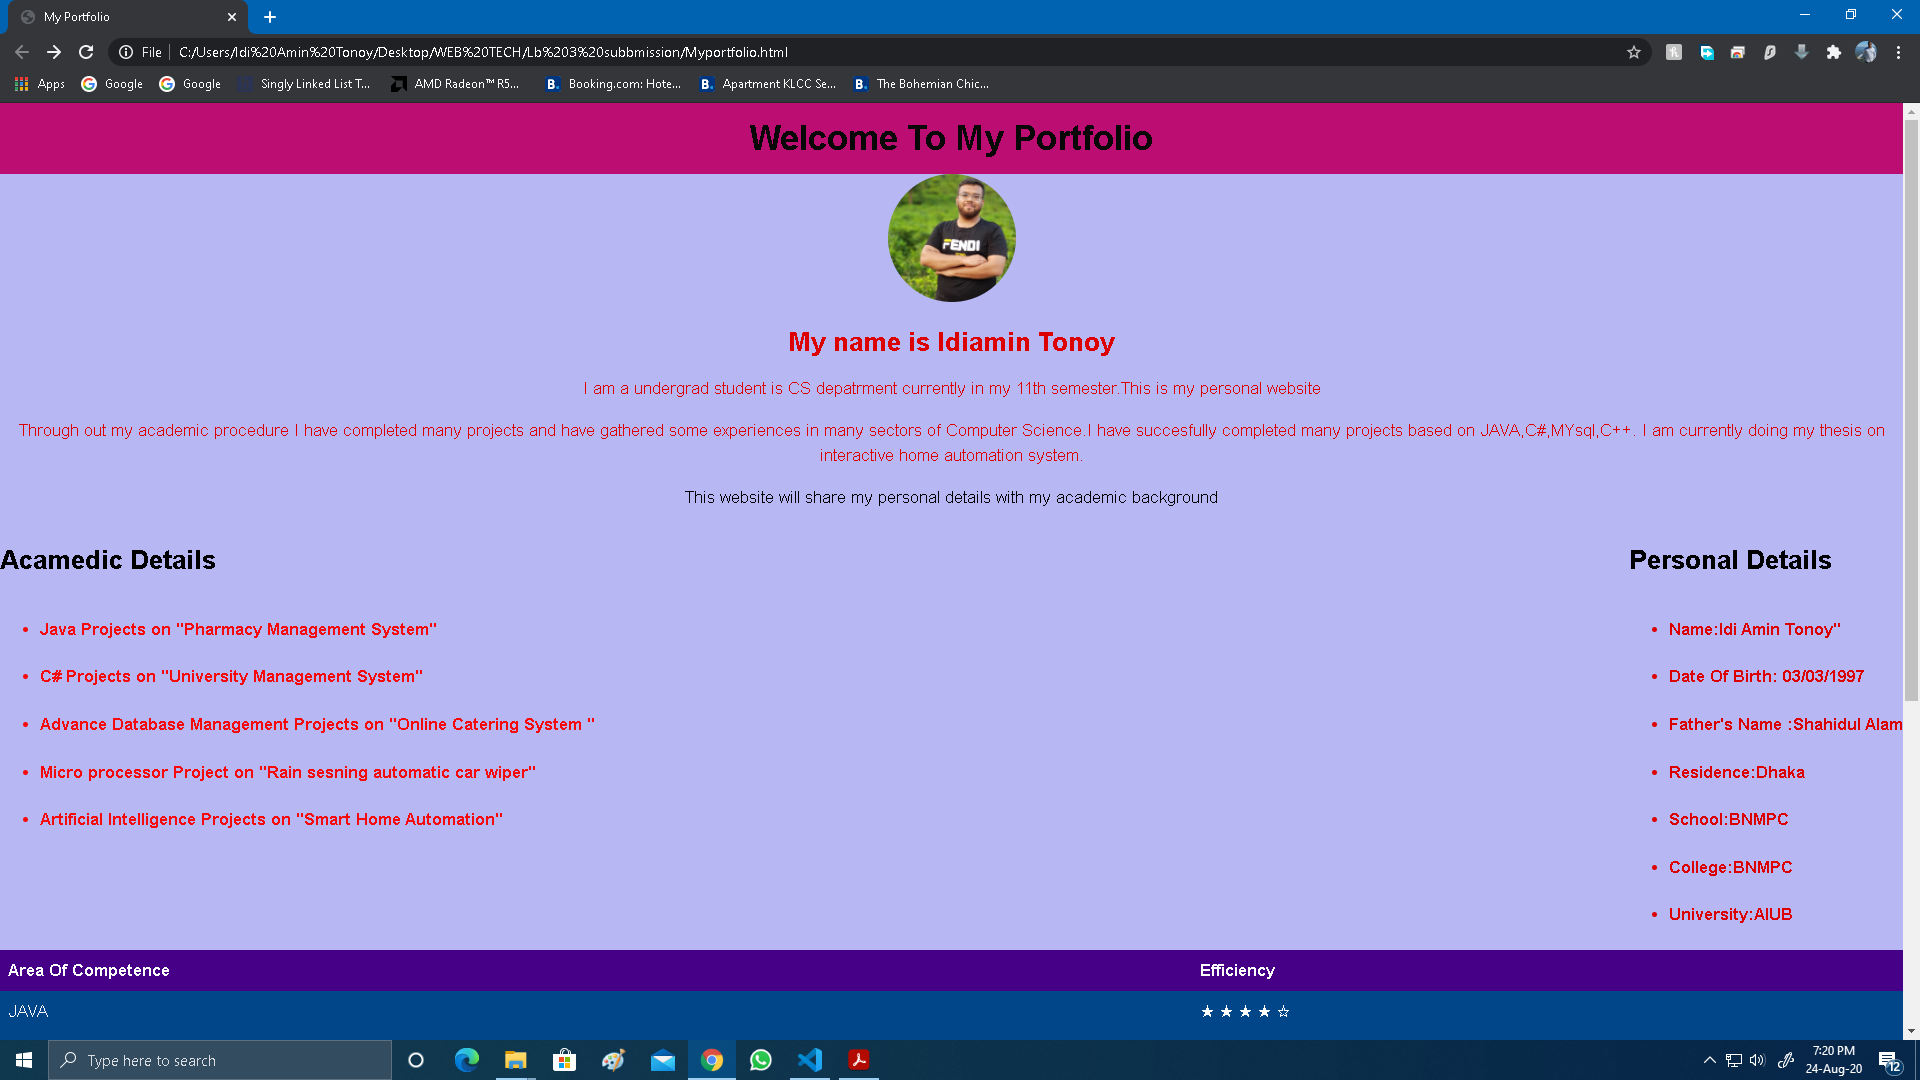 My Portfolio
File
C:/Users/Idi%20Amin%20Tonoy/Desktop/WEB%20TECH/Lb%203%20subbmission/Myportfolio.html
Apps
Google
Google
Singly Linked List T...
AMD Radeon™ R5...
B.
Booking.com: Hote...
B.
Apartment KLCC Se...
B.
The Bohemian Chic...
Welcome To My Portfolio
FENDI
My name is Idiamin Tonoy
I am a undergrad student is CS depatrment currently in my 11th semester.This is my personal website
Through out my academic procedure I have completed many projects and have gathered some experiences in many sectors of Computer Science.I have succesfully completed many projects based on JAVA,C#,MYsql,C++. I am currently doing my thesis on
interactive home automation system.
This website will share my personal details with my academic background
Acamedic Details
• Java Projects on "Pharmacy Management System"
• C# Projects on "University Management System"
• Advance Database Management Projects on "Online Catering System "
• Micro processor Project on "Rain sesning automatic car wiper"
• Artificial Intelligence Projects on "Smart Home Automation"
Personal Details
• Name:Idi Amin Tonoy"
• Date Of Birth: 03/03/1997
• Father's Name :Shahidul Alam
• Residence:Dhaka
• School:BNMPC
• College:BNMPC
• University:AIUB
Area Of Competence
Efficiency
JAVA
★ ★ ★ ★ ☆
Type here to search
7:20 PM
24-Aug-20
12